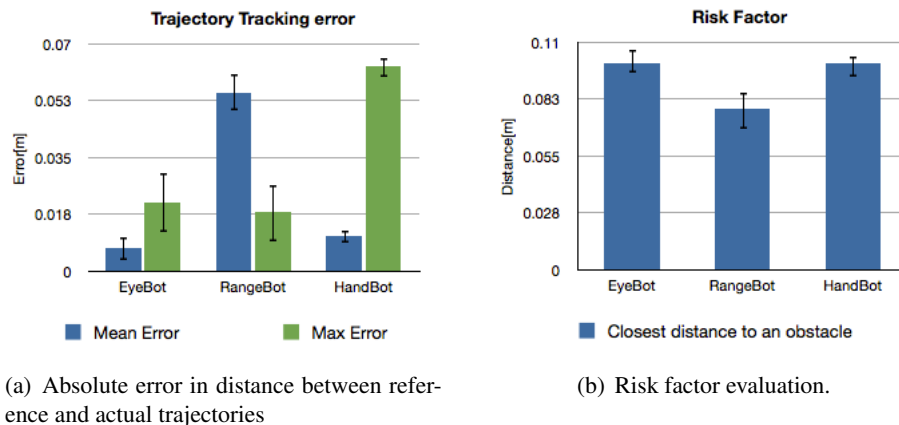 Trajectory Tracking error
0.07
0.053
0.035
0.018
0
Error[m]
EyeBot RangeBot HandBot
Mean Error Max Error
(a) Absolute error in distance between refer-
ence and actual trajectories
Risk Factor
0.11
0.083
0.055
0.028
0
Distance[m]
EyeBot RangeBot HandBot
Closest distance to an obstacle
(b) Risk factor evaluation.